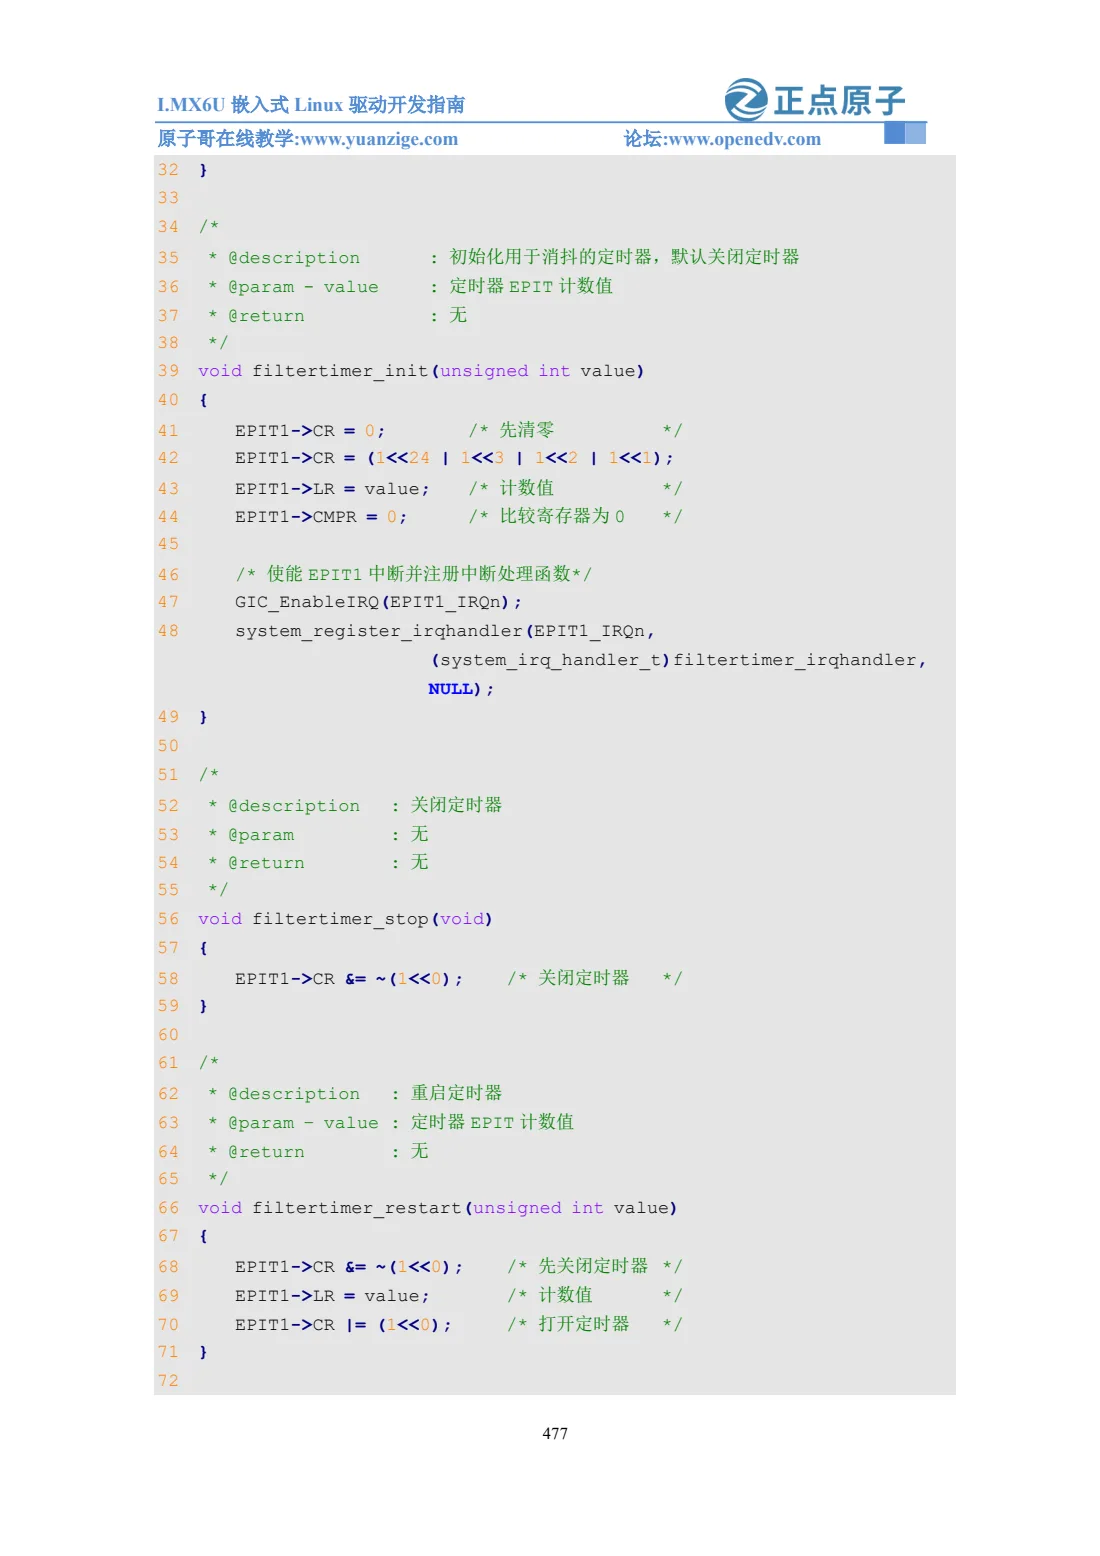 I.MX6U 嵌入式 Linux 驱动开发指南
正点原子
原子哥在线教学:www.yuanzige.com 论坛:www.openedv.com
32 }
33
34 /*
35  * @description : 初始化用于消抖的定时器，默认关闭定时器
36  * @param - value : 定时器 EPIT 计数值
37  * @return : 无
38  */
39 void filtertimer_init(unsigned int value)
40 {
41 EPIT1->CR = 0; /* 先清零 */
42 EPIT1->CR = (1<<24 | 1<<3 | 1<<2 | 1<<1);
43 EPIT1->LR = value; /* 计数值 */
44 EPIT1->CMPR = 0; /* 比较寄存器为 0 */
45
46 /* 使能 EPIT1 中断并注册中断处理函数*/
47 GIC_EnableIRQ(EPIT1_IRQn);
48 system_register_irqhandler(EPIT1_IRQn,
(system_irq_handler_t)filtertimer_irqhandler,
NULL);
49 }
50
51 /*
52  * @description : 关闭定时器
53  * @param : 无
54  * @return : 无
55  */
56 void filtertimer_stop(void)
57 {
58 EPIT1->CR &= ~(1<<0); /* 关闭定时器 */
59 }
60
61 /*
62  * @description : 重启定时器
63  * @param – value : 定时器 EPIT 计数值
64  * @return : 无
65  */
66 void filtertimer_restart(unsigned int value)
67 {
68 EPIT1->CR &= ~(1<<0); /* 先关闭定时器 */
69 EPIT1->LR = value; /* 计数值 */
70 EPIT1->CR |= (1<<0); /* 打开定时器 */
71 }
72
477